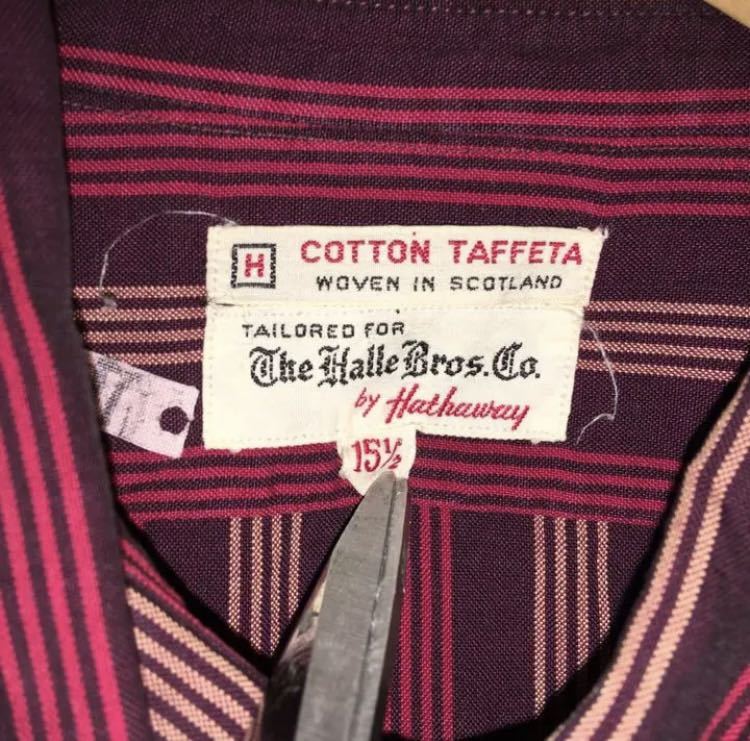 H
COTTON TAFFETA
WOVEN IN SCOTLAND
TAILORED FOR
The Halle Bros. Co.
by Hathaway
15½